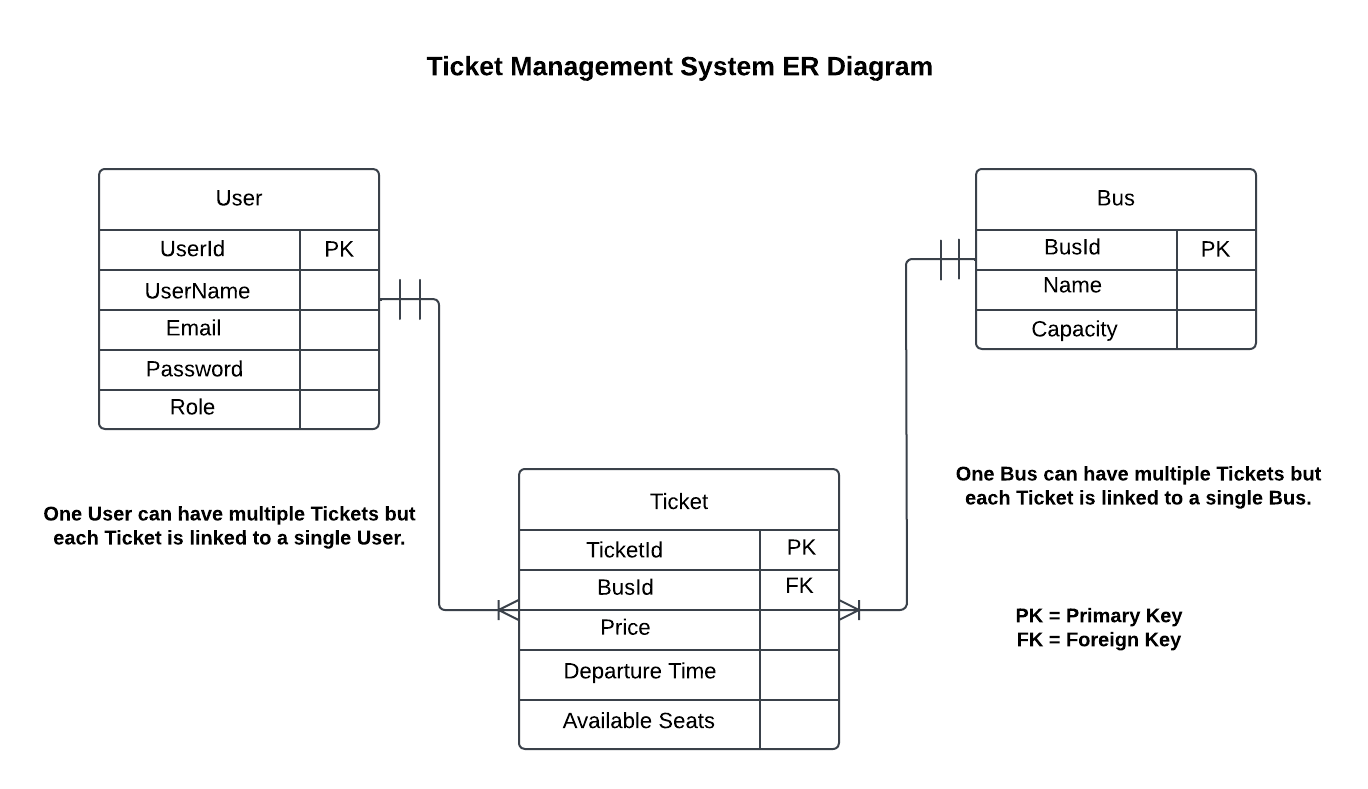 Ticket Management System ER Diagram
User
UserId PK
UserName
Email
Password
Role
One User can have multiple Tickets but
each Ticket is linked to a single User.
Bus
BusId PK
Name
Capacity
One Bus can have multiple Tickets but
each Ticket is linked to a single Bus.
Ticket
TicketId PK
BusId FK
Price
Departure Time
Available Seats
PK = Primary Key
FK = Foreign Key